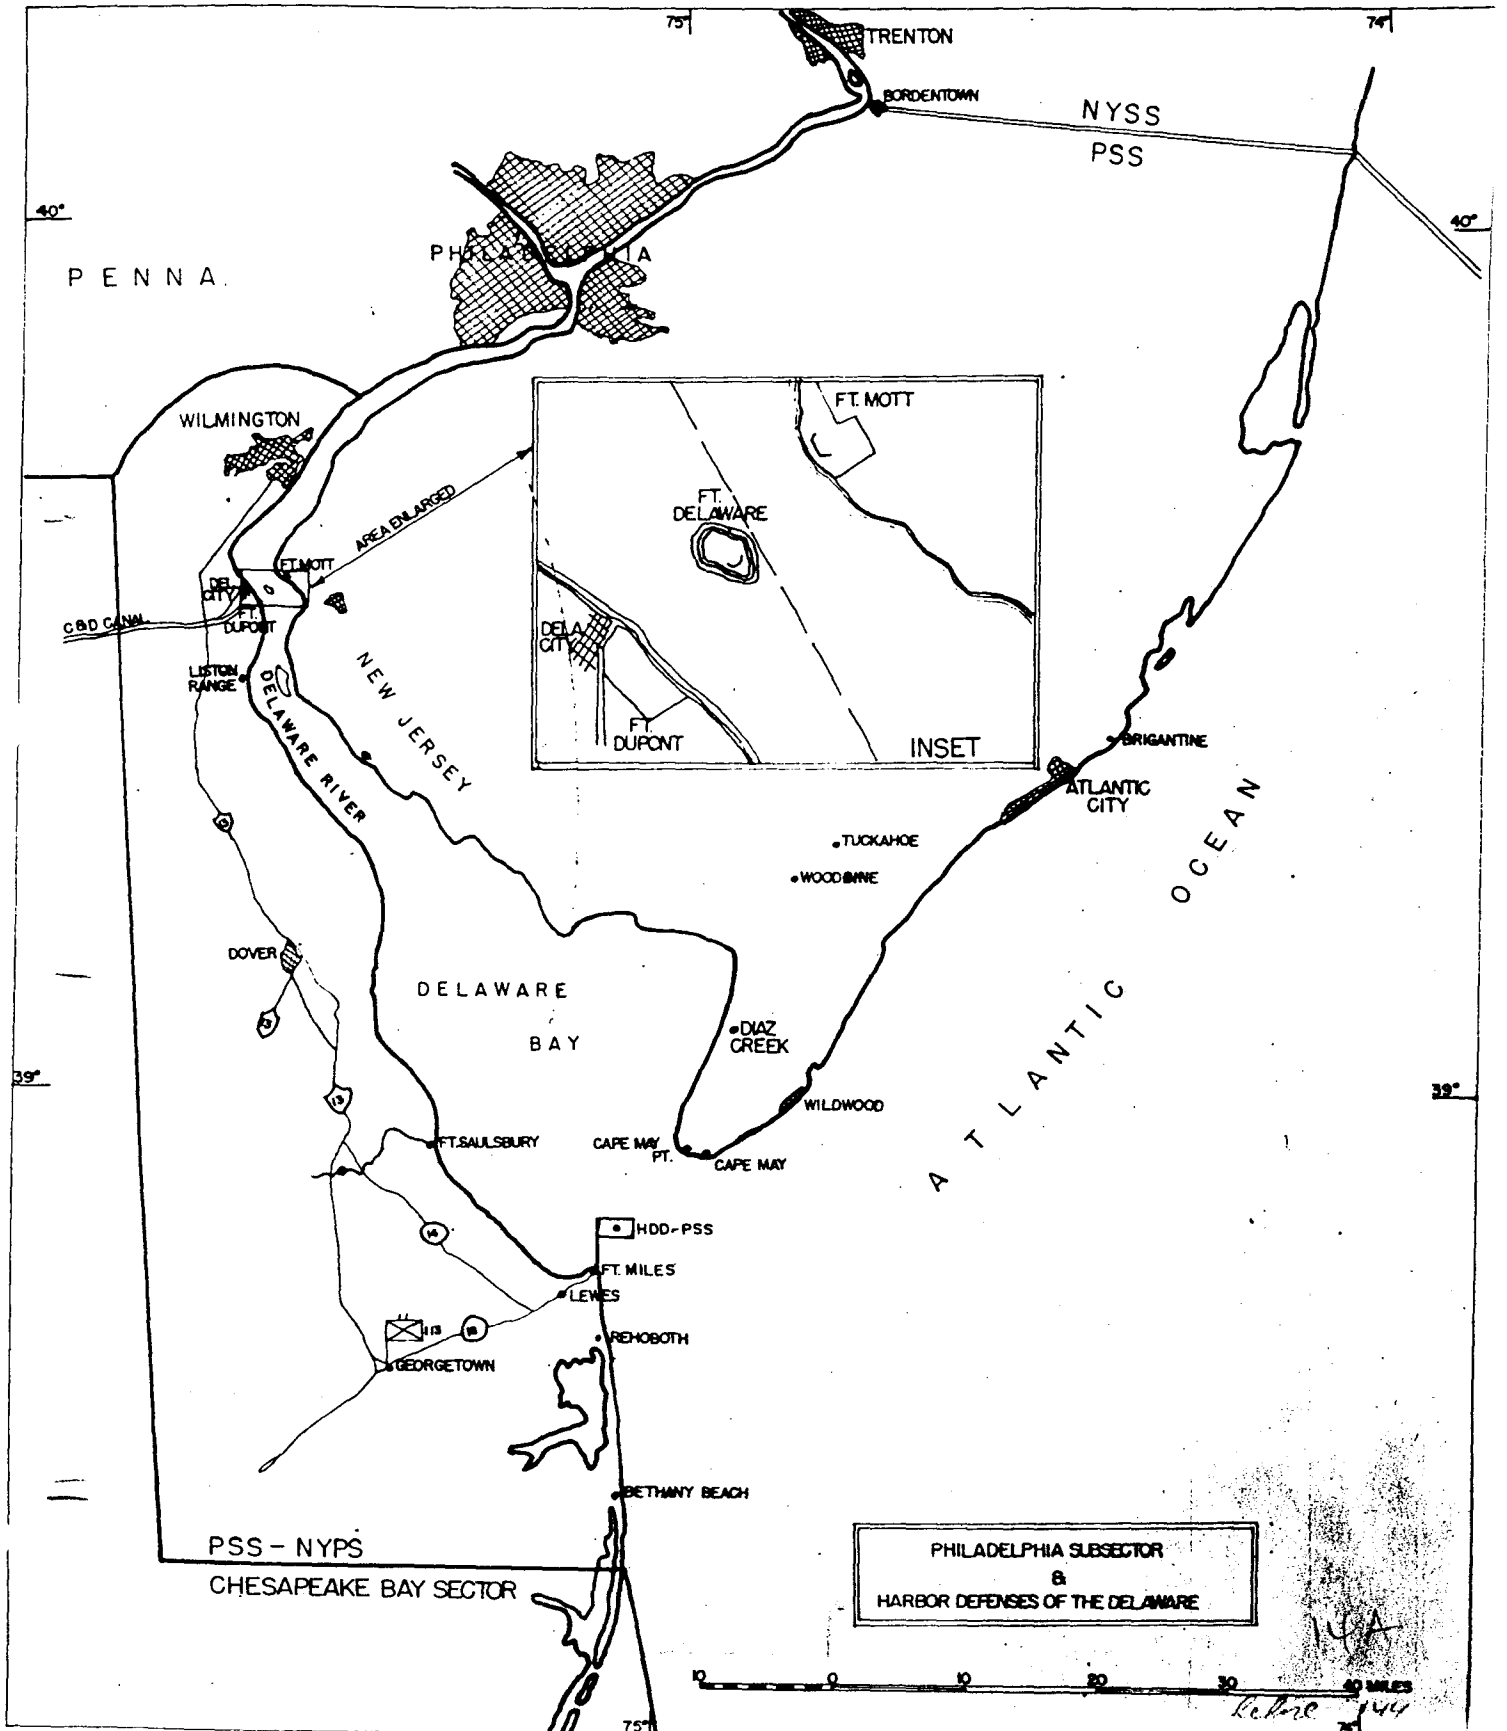 75°
74°
TRENTON
BORDENTOWN
NYSS
PSS
40°
40°
PHILADELPHIA
PENNA.
WILMINGTON
FT. MOTT
AREA ENLARGED
FT.
DELAWARE
FT. MOTT
DEL.
CITY
FT.
DUPONT
C&D CANAL
DELA
CITY
LISTON
RANGE
NEW JERSEY
DELAWARE RIVER
FT.
DUPONT
INSET
BRIGANTINE
ATLANTIC
CITY
TUCKAHOE
WOODBINE
ATLANTIC OCEAN
DOVER
13
DELAWARE
BAY
DIAZ
CREEK
39°
39°
13
WILDWOOD
FT. SAULSBURY
CAPE MAY
PT.
CAPE MAY
HDD-PSS
14
FT. MILES
LEWES
113
18
REHOBOTH
GEORGETOWN
BETHANY BEACH
PSS - NYPS
CHESAPEAKE BAY SECTOR
PHILADELPHIA SUBSECTOR
&
HARBOR DEFENSES OF THE DELAWARE
14A
10 0 10 20 30 40 MILES
75°
74°